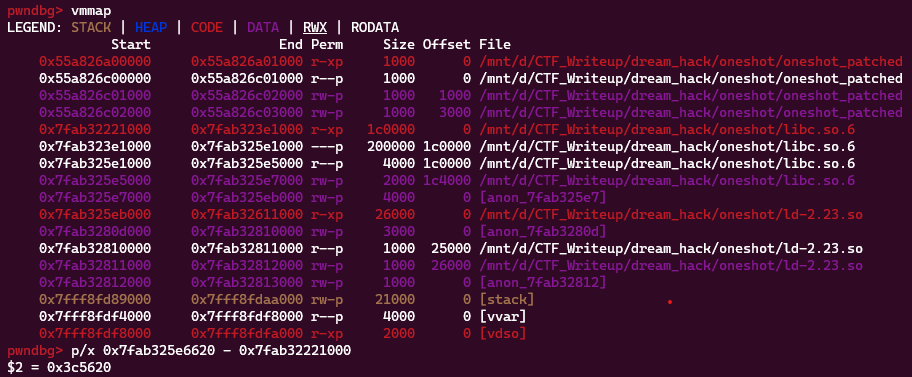 pwndbg> vmmap
LEGEND: STACK | HEAP | CODE | DATA | RWX | RODATA
Start End Perm Size Offset File
0x55a826a00000 0x55a826a01000 r-xp 1000 0 /mnt/d/CTF_Writeup/dream_hack/oneshot/oneshot_patched
0x55a826c00000 0x55a826c01000 r--p 1000 0 /mnt/d/CTF_Writeup/dream_hack/oneshot/oneshot_patched
0x55a826c01000 0x55a826c02000 rw-p 1000 1000 /mnt/d/CTF_Writeup/dream_hack/oneshot/oneshot_patched
0x55a826c02000 0x55a826c03000 rw-p 1000 3000 /mnt/d/CTF_Writeup/dream_hack/oneshot/oneshot_patched
0x7fab32221000 0x7fab323e1000 r-xp 1c0000 0 /mnt/d/CTF_Writeup/dream_hack/oneshot/libc.so.6
0x7fab323e1000 0x7fab325e1000 ---p 200000 1c0000 /mnt/d/CTF_Writeup/dream_hack/oneshot/libc.so.6
0x7fab325e1000 0x7fab325e5000 r--p 4000 1c0000 /mnt/d/CTF_Writeup/dream_hack/oneshot/libc.so.6
0x7fab325e5000 0x7fab325e7000 rw-p 2000 1c4000 /mnt/d/CTF_Writeup/dream_hack/oneshot/libc.so.6
0x7fab325e7000 0x7fab325eb000 rw-p 4000 0 [anon_7fab325e7]
0x7fab325eb000 0x7fab32611000 r-xp 26000 0 /mnt/d/CTF_Writeup/dream_hack/oneshot/ld-2.23.so
0x7fab3280d000 0x7fab32810000 rw-p 3000 0 [anon_7fab3280d]
0x7fab32810000 0x7fab32811000 r--p 1000 25000 /mnt/d/CTF_Writeup/dream_hack/oneshot/ld-2.23.so
0x7fab32811000 0x7fab32812000 rw-p 1000 26000 /mnt/d/CTF_Writeup/dream_hack/oneshot/ld-2.23.so
0x7fab32812000 0x7fab32813000 rw-p 1000 0 [anon_7fab32812]
0x7fff8fd89000 0x7fff8fdaa000 rw-p 21000 0 [stack]
0x7fff8fdf4000 0x7fff8fdf8000 r--p 4000 0 [vvar]
0x7fff8fdf8000 0x7fff8fdfa000 r-xp 2000 0 [vdso]
pwndbg> p/x 0x7fab325e6620 - 0x7fab32221000
$2 = 0x3c5620